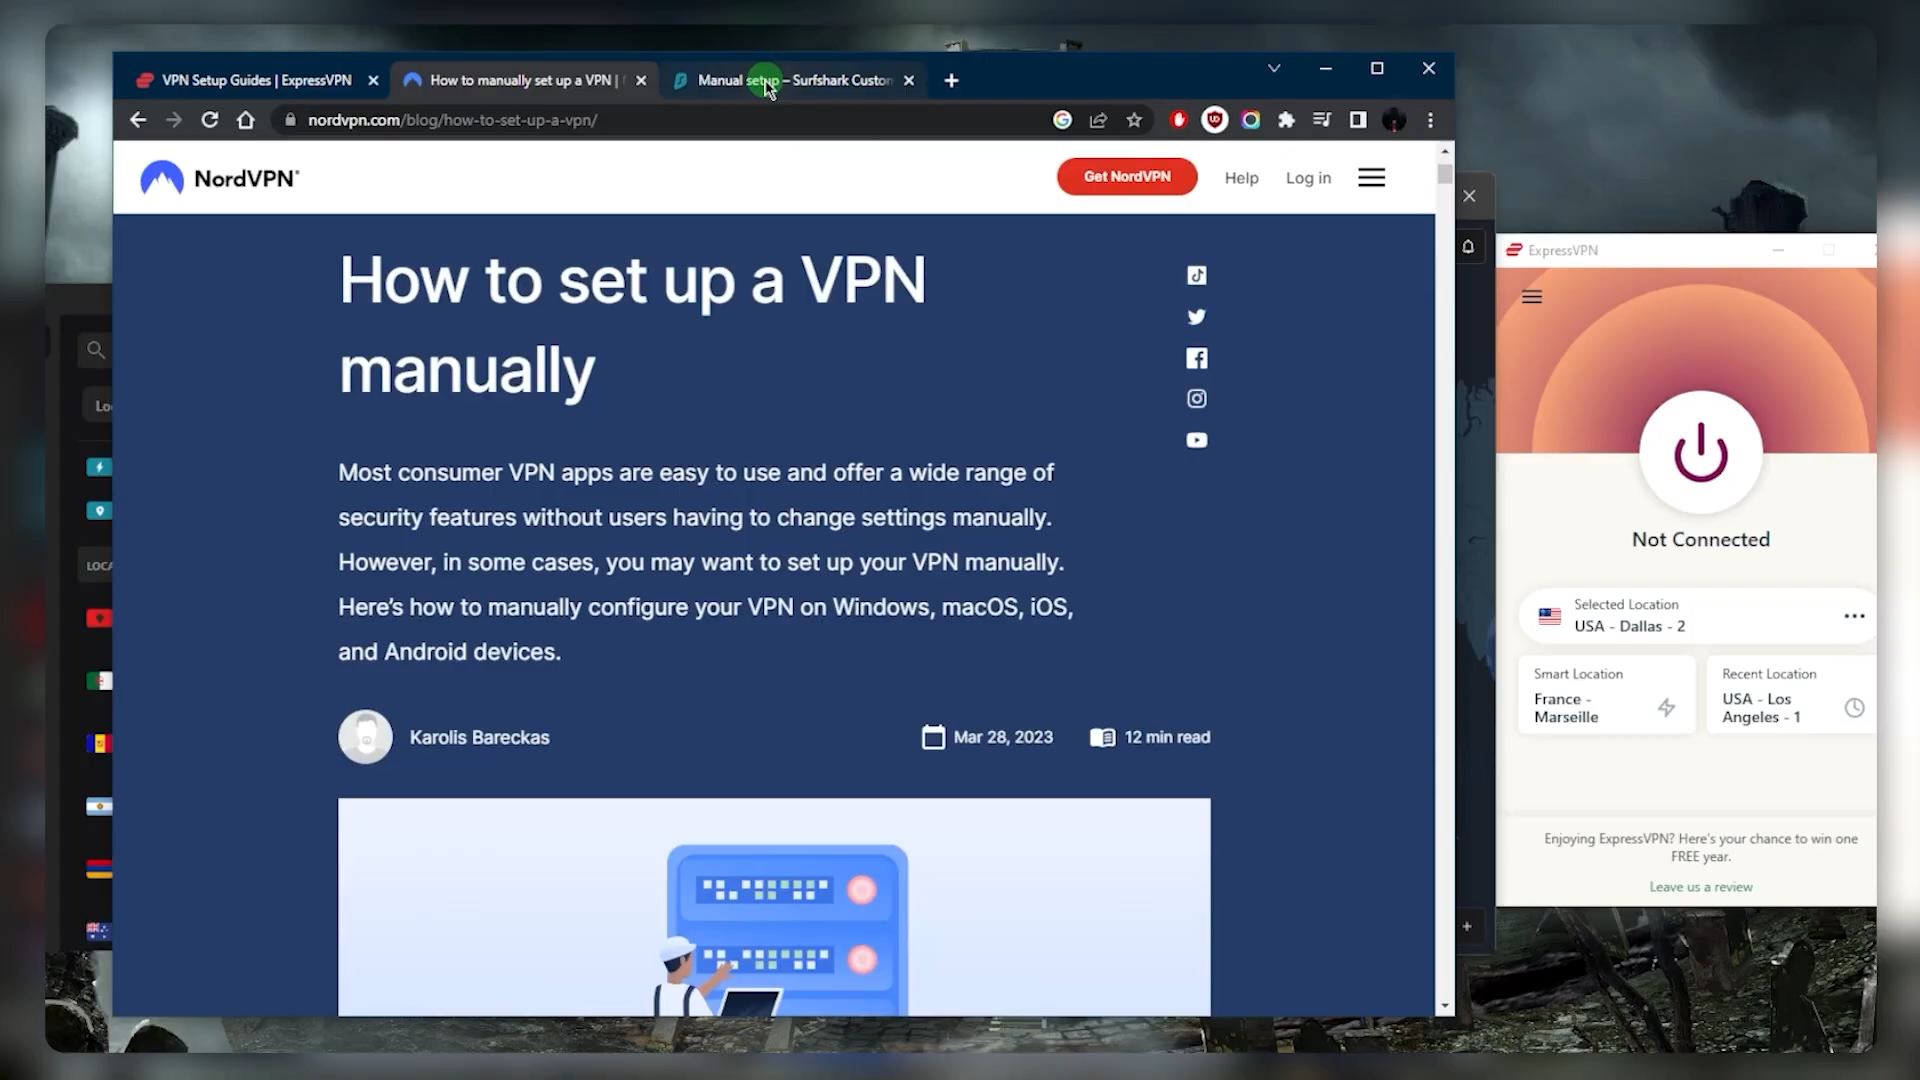 VPN Setup Guides | ExpressVPN
How to manually set up a VPN |
Manual setup – Surfshark Custom
nordvpn.com/blog/how-to-set-up-a-vpn/
NordVPN®
Get NordVPN
Help
Log in
How to set up a VPN
manually
Most consumer VPN apps are easy to use and offer a wide range of
security features without users having to change settings manually.
However, in some cases, you may want to set up your VPN manually.
Here's how to manually configure your VPN on Windows, macOS, iOS,
and Android devices.
Karolis Bareckas
Mar 28, 2023
12 min read
Lo
LOCA
ExpressVPN
Not Connected
Selected Location
USA - Dallas - 2
Smart Location
France -
Marseille
Recent Location
USA - Los
Angeles - 1
Enjoying ExpressVPN? Here's your chance to win one
FREE year.
Leave us a review